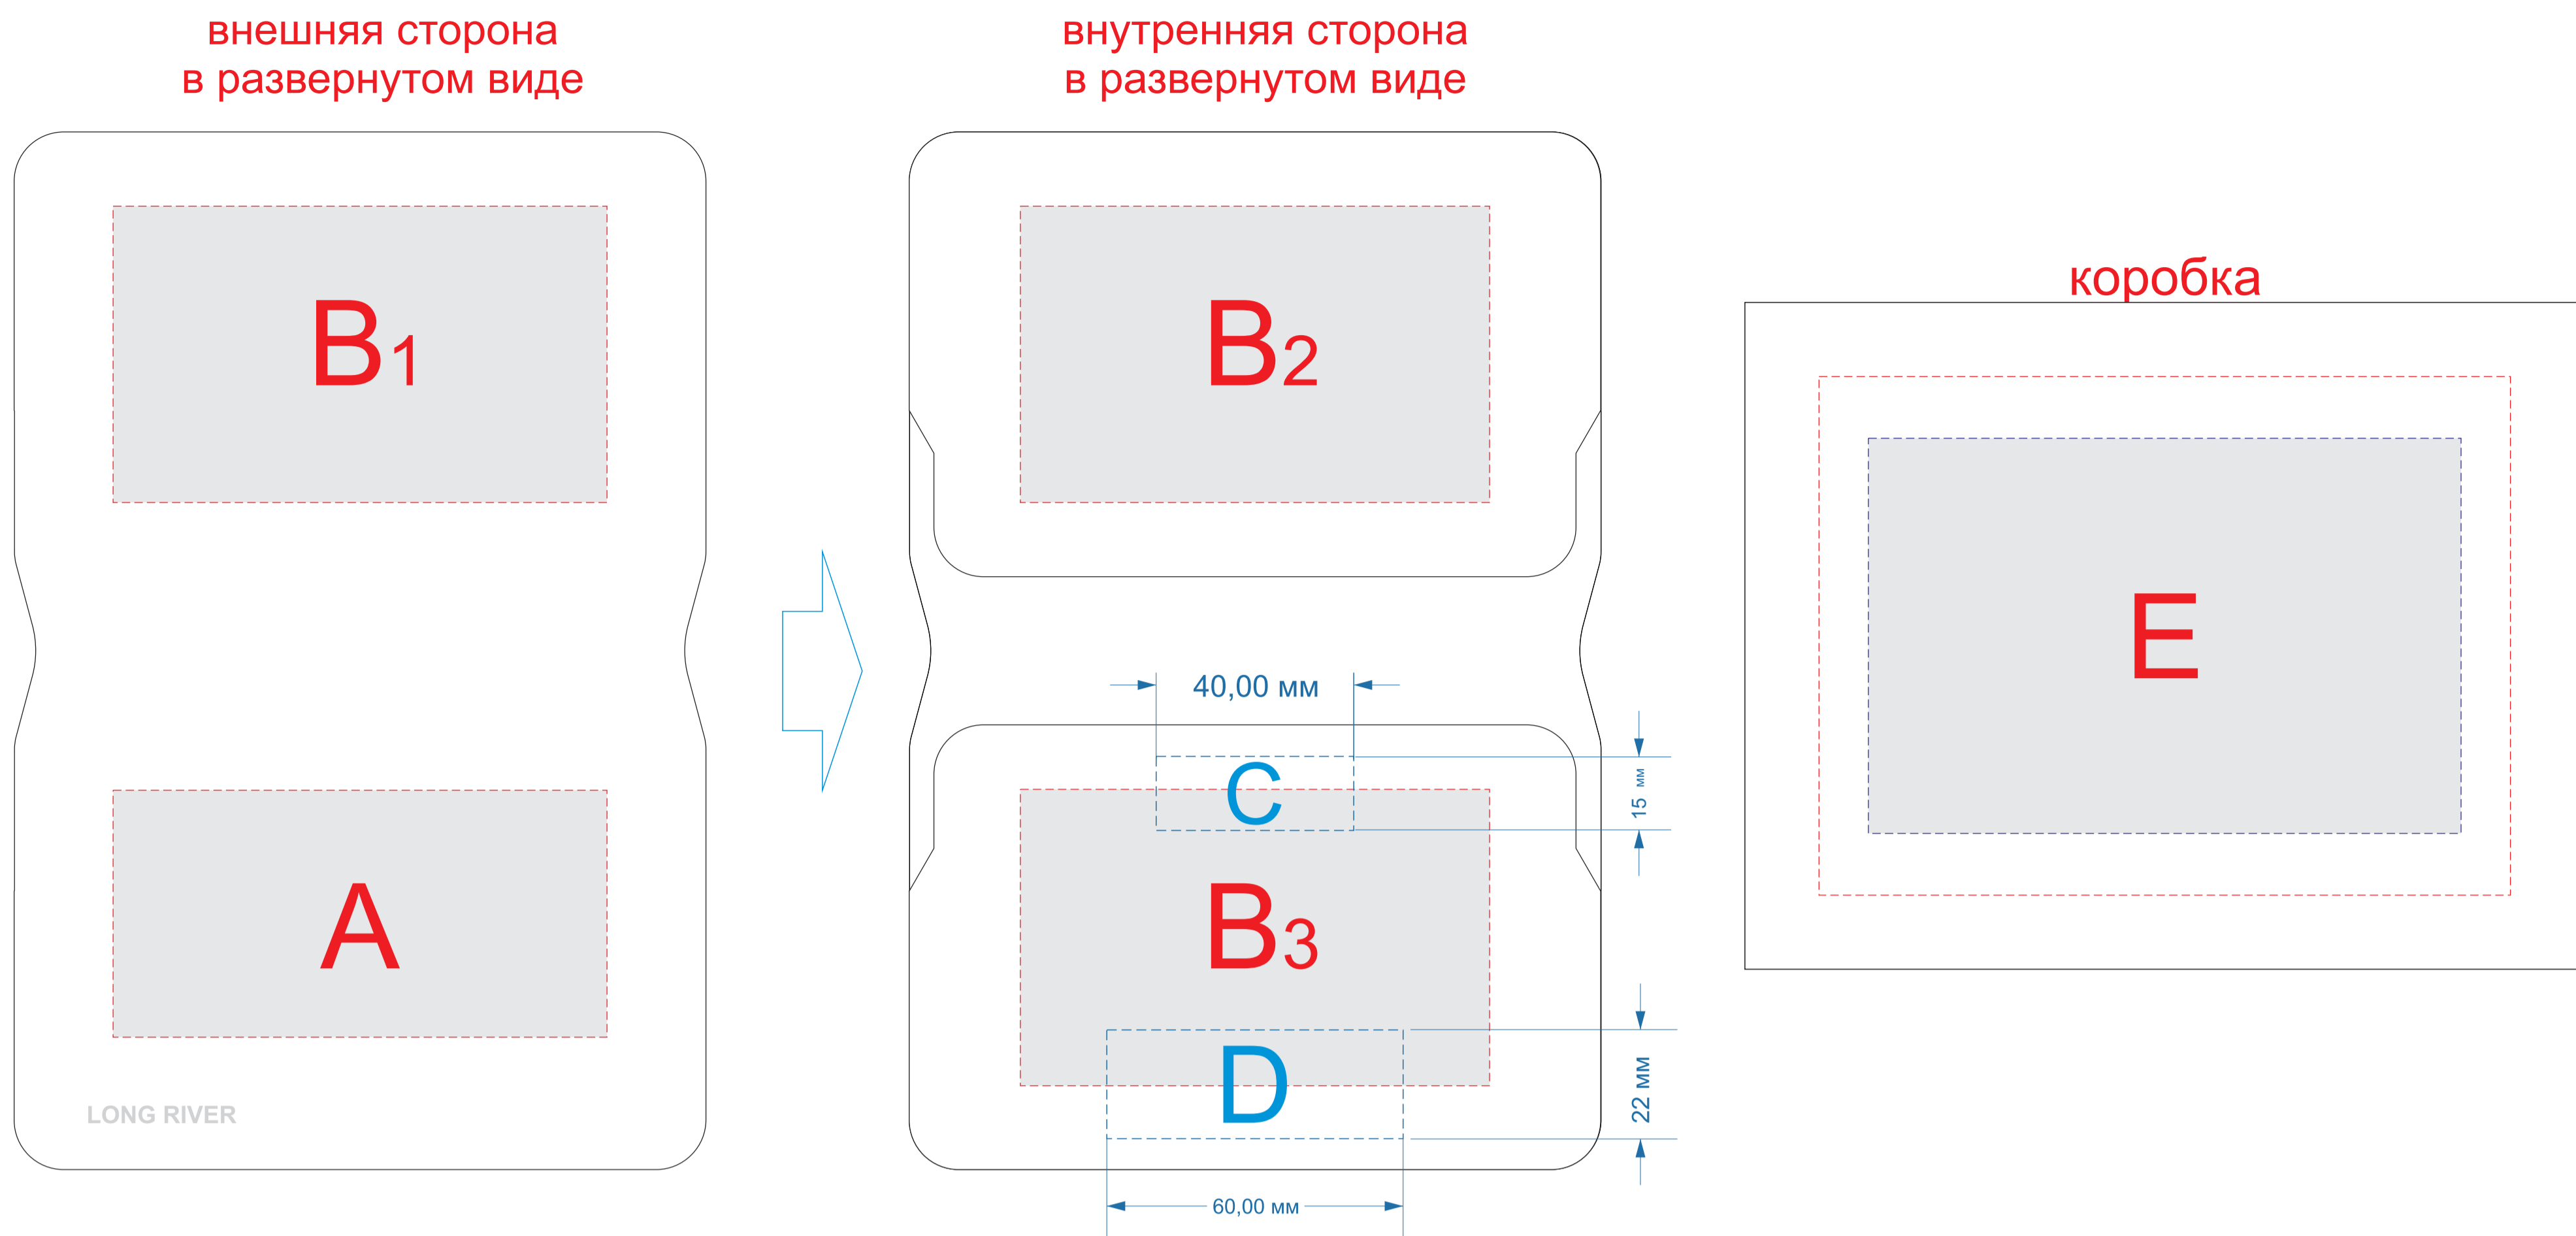 внешняя сторона
в развернутом виде
внутренняя сторона
в развернутом виде
B1
B2
коробка
E
40,00 мм
C
15 мм
A
B3
D
22 мм
LONG RIVER
60,00 мм